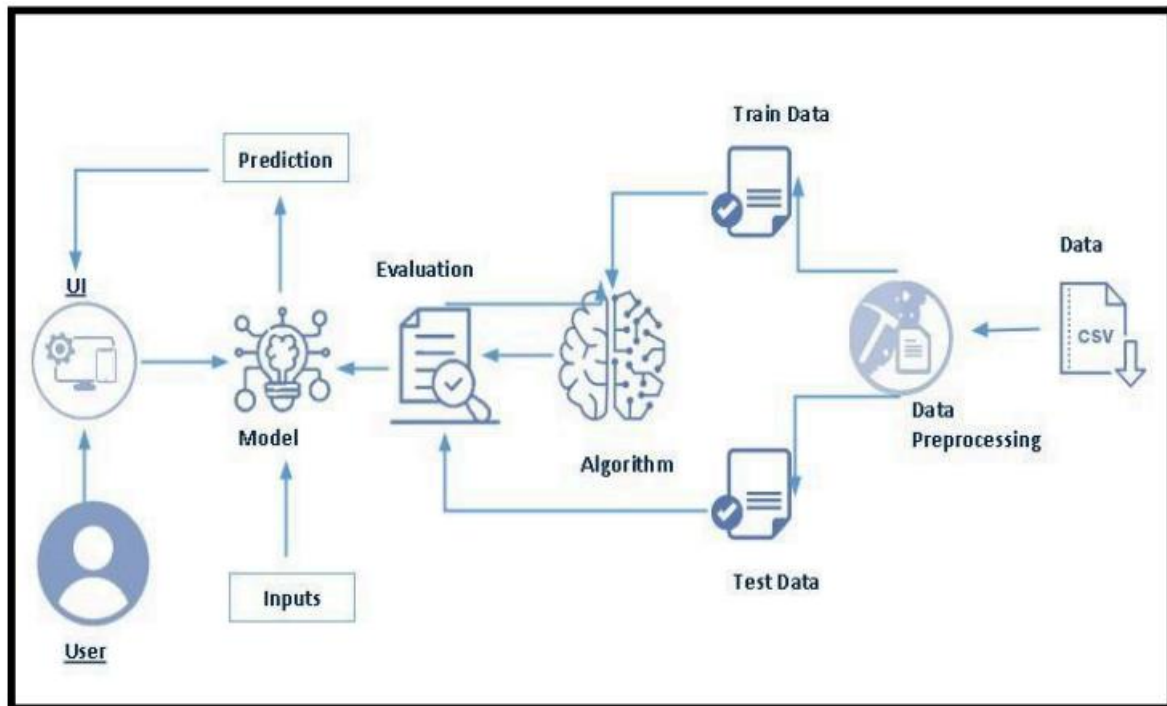 Train Data
Prediction
Data
Evaluation
UI
CSV
Data
Preprocessing
Model
Algorithm
Test Data
Inputs
User